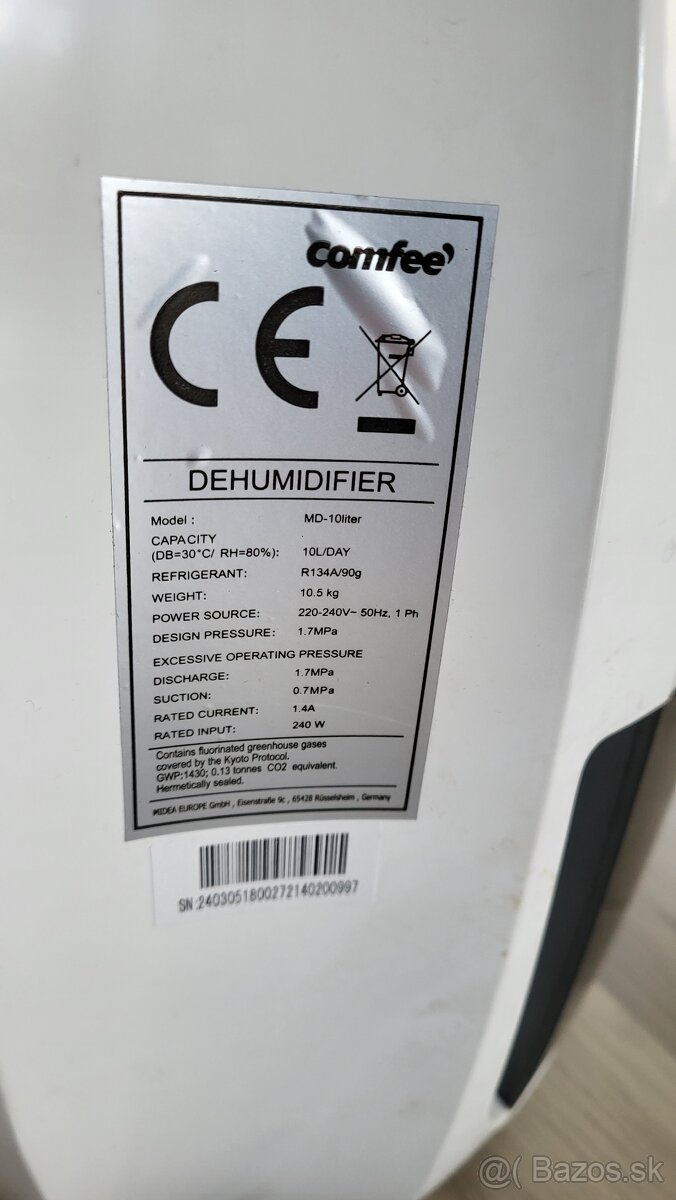 comfee'
CE
DEHUMIDIFIER
Model : MD-10liter
CAPACITY
(DB=30°C/ RH=80%): 10L/DAY
REFRIGERANT: R134A/90g
WEIGHT: 10.5 kg
POWER SOURCE: 220-240V~ 50Hz, 1 Ph
DESIGN PRESSURE: 1.7MPa
EXCESSIVE OPERATING PRESSURE
DISCHARGE: 1.7MPa
SUCTION: 0.7MPa
RATED CURRENT: 1.4A
RATED INPUT: 240 W
Contains fluorinated greenhouse gases
covered by the Kyoto Protocol.
GWP:1430; 0.13 tonnes CO2 equivalent.
Hermetically sealed.
MIDEA EUROPE GmbH , Eisenstraße 9c , 65428 Rüsselsheim , Germany
SN:2403051800272140200997
@( Bazos.sk